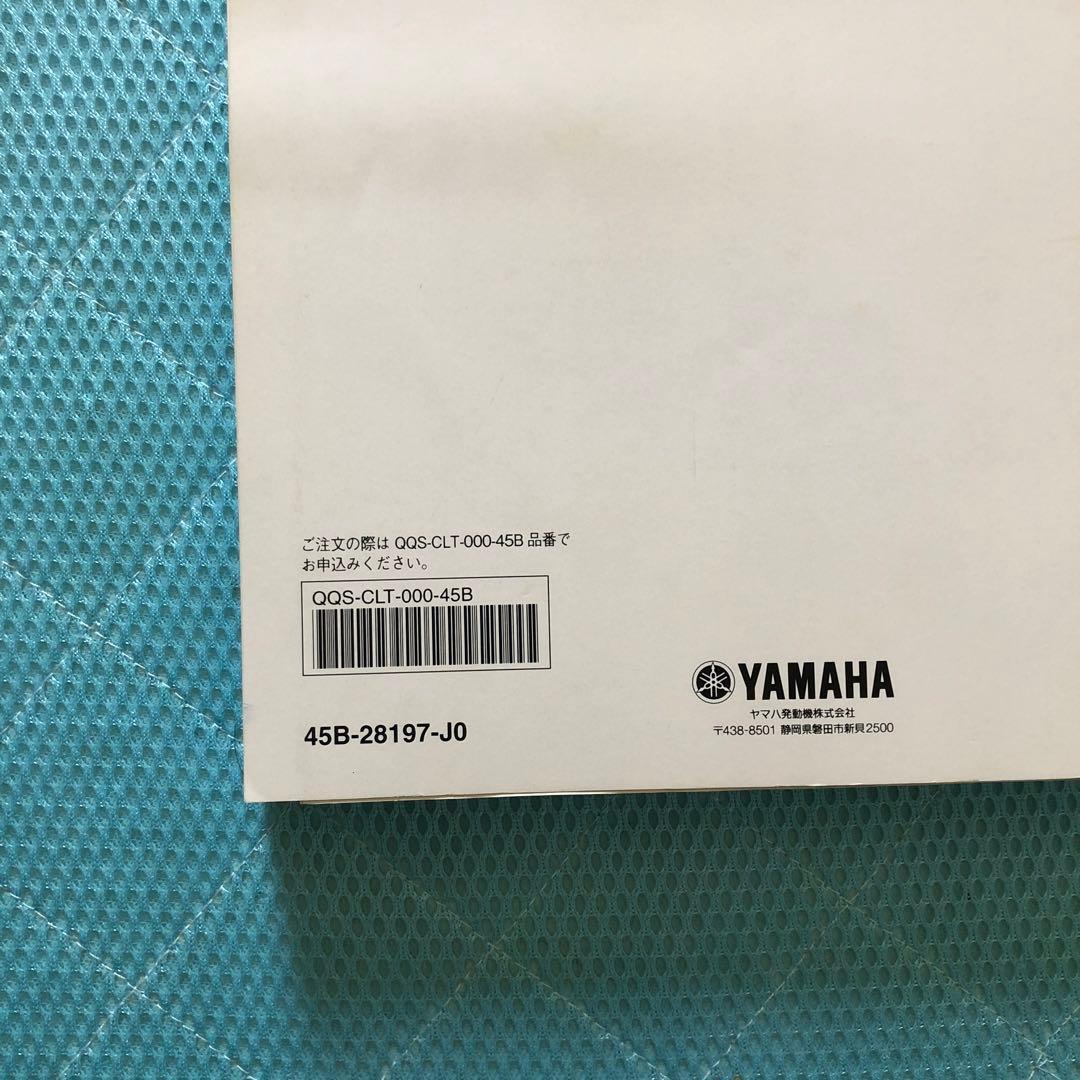 ご注文の際は QQS-CLT-000-45B 品番で
お申込みください。
QQS-CLT-000-45B
45B-28197-J0
YAMAHA
ヤマハ発動機株式会社
〒438-8501 静岡県磐田市新貝2500